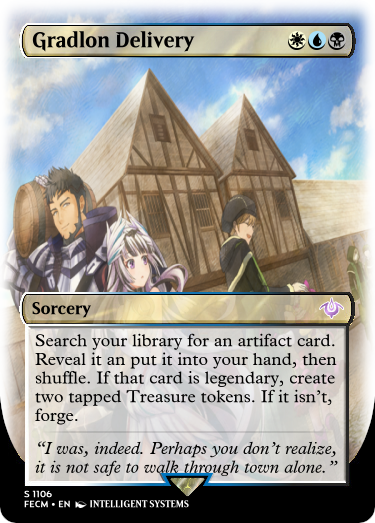 Gradlon Delivery
Sorcery
Search your library for an artifact card.
Reveal it an put it into your hand, then
shuffle. If that card is legendary, create
two tapped Treasure tokens. If it isn't,
forge.
“I was, indeed. Perhaps you don't realize,
it is not safe to walk through town alone.”
S 1106
FECM • EN INTELLIGENT SYSTEMS